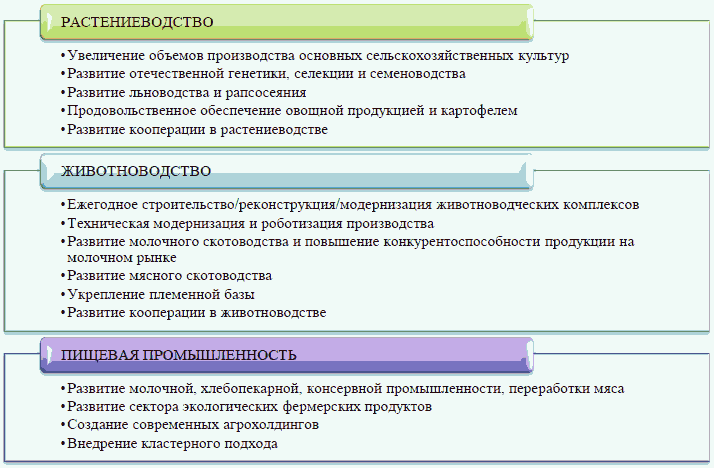 РАСТЕНИЕВОДСТВО
•Увеличение объемов производства основных сельскохозяйственных культур
•Развитие отечественной генетики, селекции и семеноводства
•Развитие льноводства и рапсосеяния
•Продовольственное обеспечение овощной продукцией и картофелем
•Развитие кооперации в растениеводстве
ЖИВОТНОВОДСТВО
•Ежегодное строительство/реконструкция/модернизация животноводческих комплексов
•Техническая модернизация и роботизация производства
•Развитие молочного скотоводства и повышение конкурентоспособности продукции на
молочном рынке
•Развитие мясного скотоводства
•Укрепление племенной базы
•Развитие кооперации в животноводстве
ПИЩЕВАЯ ПРОМЫШЛЕННОСТЬ
•Развитие молочной, хлебопекарной, консервной промышленности, переработки мяса
•Развитие сектора экологических фермерских продуктов
•Создание современных агрохолдингов
•Внедрение кластерного подхода